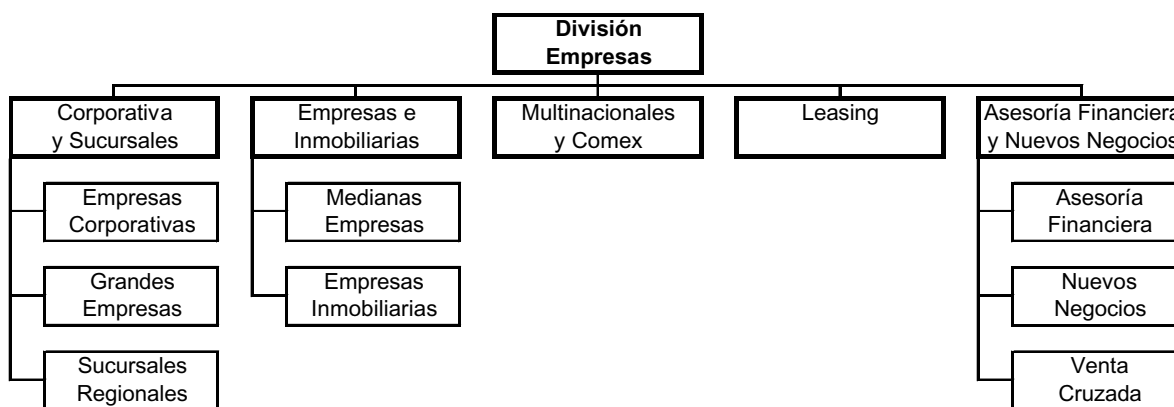 División
Empresas
Corporativa
y Sucursales
Empresas e
Inmobiliarias
Multinacionales
y Comex
Leasing
Asesoría Financiera
y Nuevos Negocios
Empresas
Corporativas
Medianas
Empresas
Asesoría
Financiera
Grandes
Empresas
Empresas
Inmobiliarias
Nuevos
Negocios
Sucursales
Regionales
Venta
Cruzada